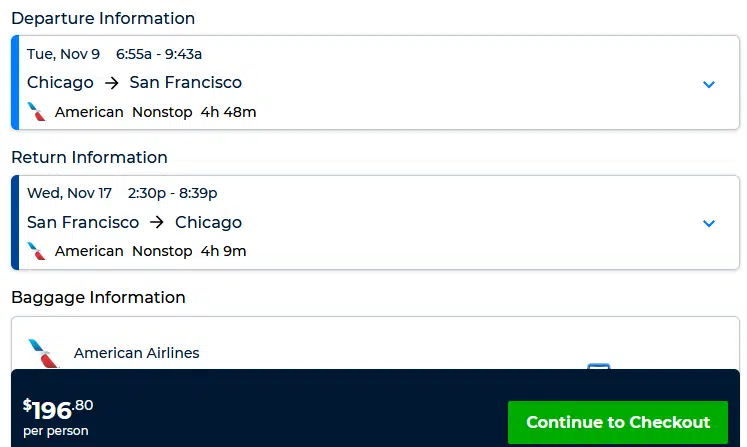 Departure Information
Tue, Nov 9 6:55a - 9:43a
Chicago → San Francisco
American Nonstop 4h 48m
Return Information
Wed, Nov 17 2:30p - 8:39p
San Francisco → Chicago
American Nonstop 4h 9m
Baggage Information
American Airlines
$196.80
per person
Continue to Checkout